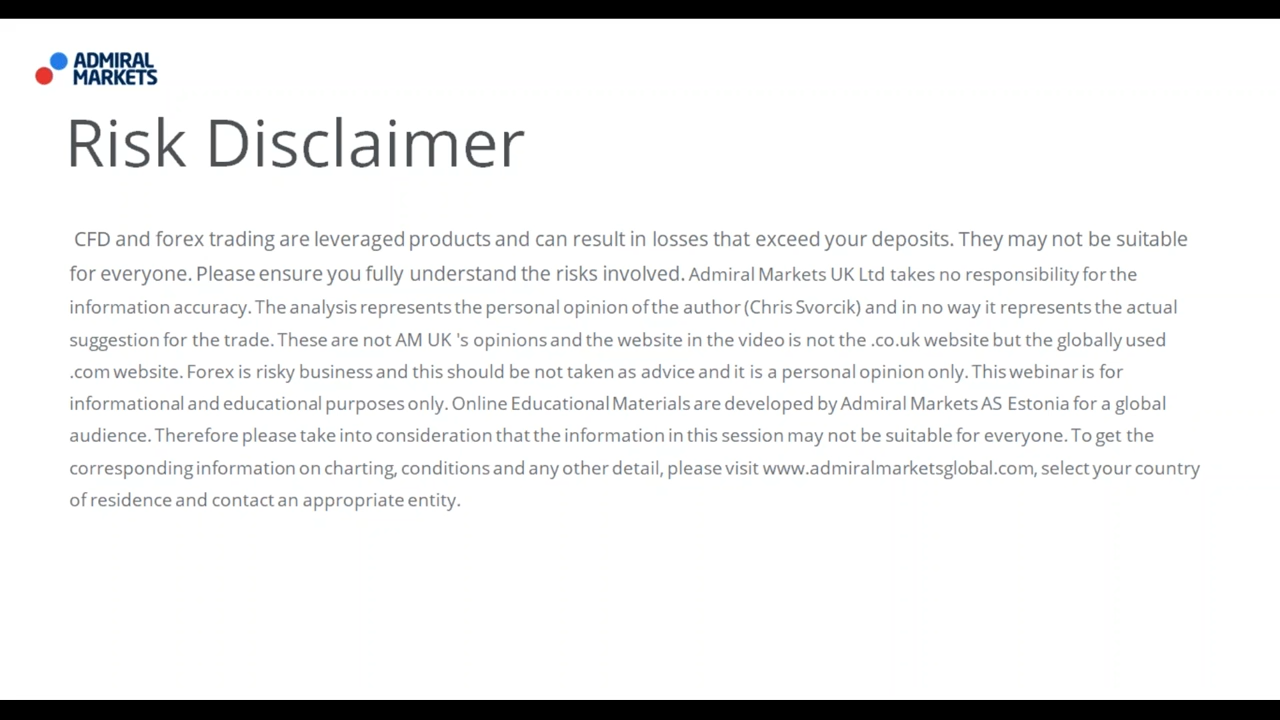 ADMIRAL
MARKETS
Risk Disclaimer
CFD and forex trading are leveraged products and can result in losses that exceed your deposits. They may not be suitable
for everyone. Please ensure you fully understand the risks involved. Admiral Markets UK Ltd takes no responsibility for the
information accuracy. The analysis represents the personal opinion of the author (Chris Svorcik) and in no way it represents the actual
suggestion for the trade. These are not AM UK 's opinions and the website in the video is not the .co.uk website but the globally used
.com website. Forex is risky business and this should be not taken as advice and it is a personal opinion only. This webinar is for
informational and educational purposes only. Online Educational Materials are developed by Admiral Markets AS Estonia for a global
audience. Therefore please take into consideration that the information in this session may not be suitable for everyone. To get the
corresponding information on charting, conditions and any other detail, please visit www.admiralmarketsglobal.com, select your country
of residence and contact an appropriate entity.